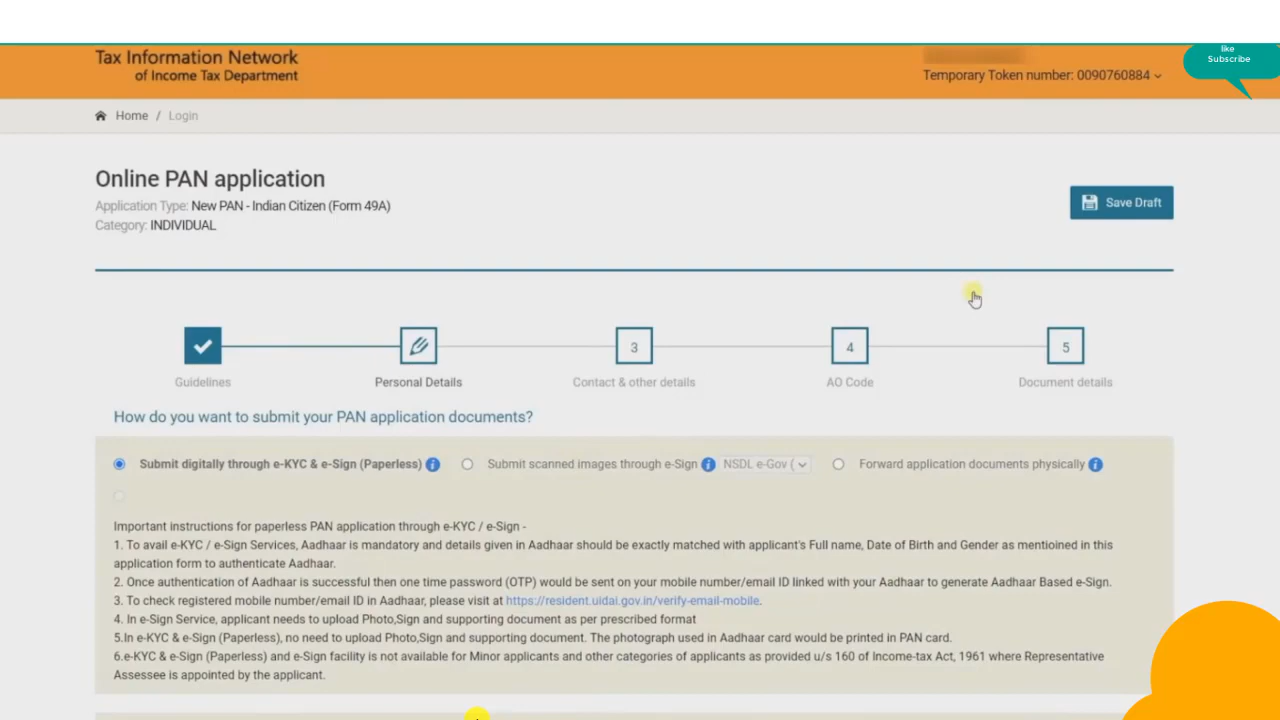 like
Subscribe
Tax Information Network
of Income Tax Department
Temporary Token number: 0090760884
Home / Login
Online PAN application
Application Type: New PAN - Indian Citizen (Form 49A)
Category: INDIVIDUAL
Save Draft
3
4
5
Guidelines
Personal Details
Contact & other details
AO Code
Document details
How do you want to submit your PAN application documents?
Submit digitally through e-KYC & e-Sign (Paperless) i Submit scanned images through e-Sign i NSDL e-Gov ( Forward application documents physically i
Important instructions for paperless PAN application through e-KYC / e-Sign -
1. To avail e-KYC / e-Sign Services, Aadhaar is mandatory and details given in Aadhaar should be exactly matched with applicant's Full name, Date of Birth and Gender as mentioined in this
application form to authenticate Aadhaar.
2. Once authentication of Aadhaar is successful then one time password (OTP) would be sent on your mobile number/email ID linked with your Aadhaar to generate Aadhaar Based e-Sign.
3. To check registered mobile number/email ID in Aadhaar, please visit at https://resident.uidai.gov.in/verify-email-mobile.
4. In e-Sign Service, applicant needs to upload Photo,Sign and supporting document as per prescribed format
5.In e-KYC & e-Sign (Paperless), no need to upload Photo,Sign and supporting document. The photograph used in Aadhaar card would be printed in PAN card.
6.e-KYC & e-Sign (Paperless) and e-Sign facility is not available for Minor applicants and other categories of applicants as provided u/s 160 of Income-tax Act, 1961 where Representative
Assessee is appointed by the applicant.